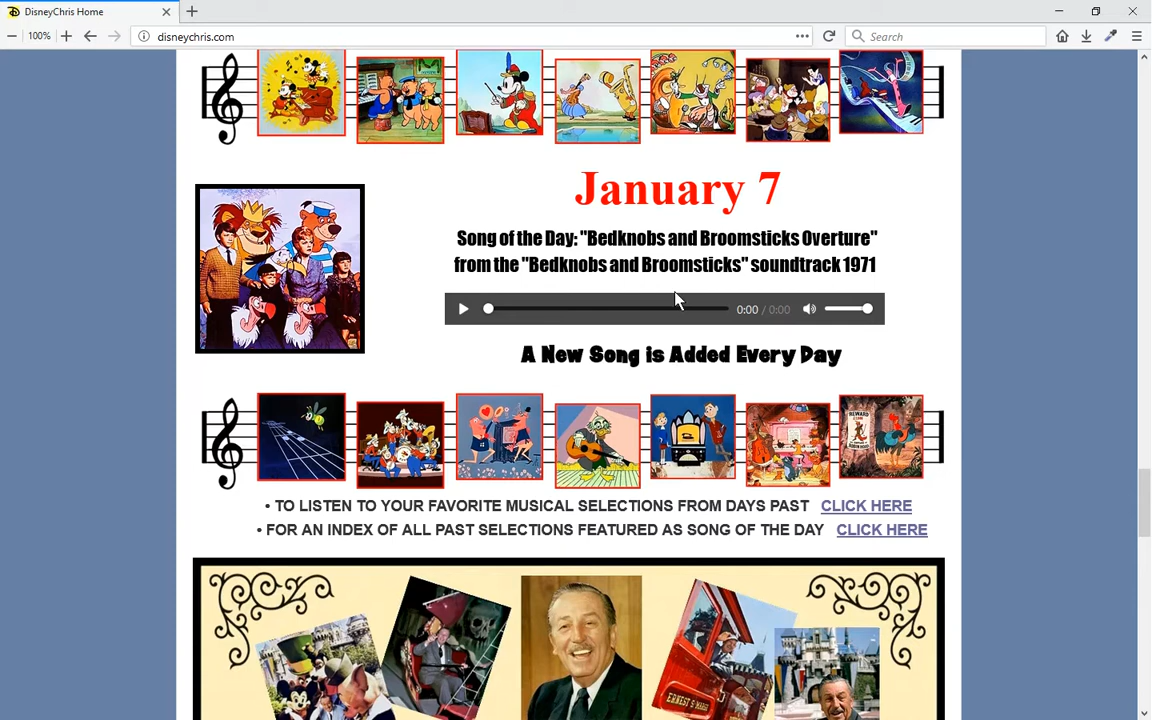 DisneyChris Home
100%
disneychris.com
Search
January 7
Song of the Day: "Bedknobs and Broomsticks Overture"
from the "Bedknobs and Broomsticks" soundtrack 1971
0:00 / 0:00
A New Song is Added Every Day
REWARD
• TO LISTEN TO YOUR FAVORITE MUSICAL SELECTIONS FROM DAYS PAST CLICK HERE
• FOR AN INDEX OF ALL PAST SELECTIONS FEATURED AS SONG OF THE DAY CLICK HERE